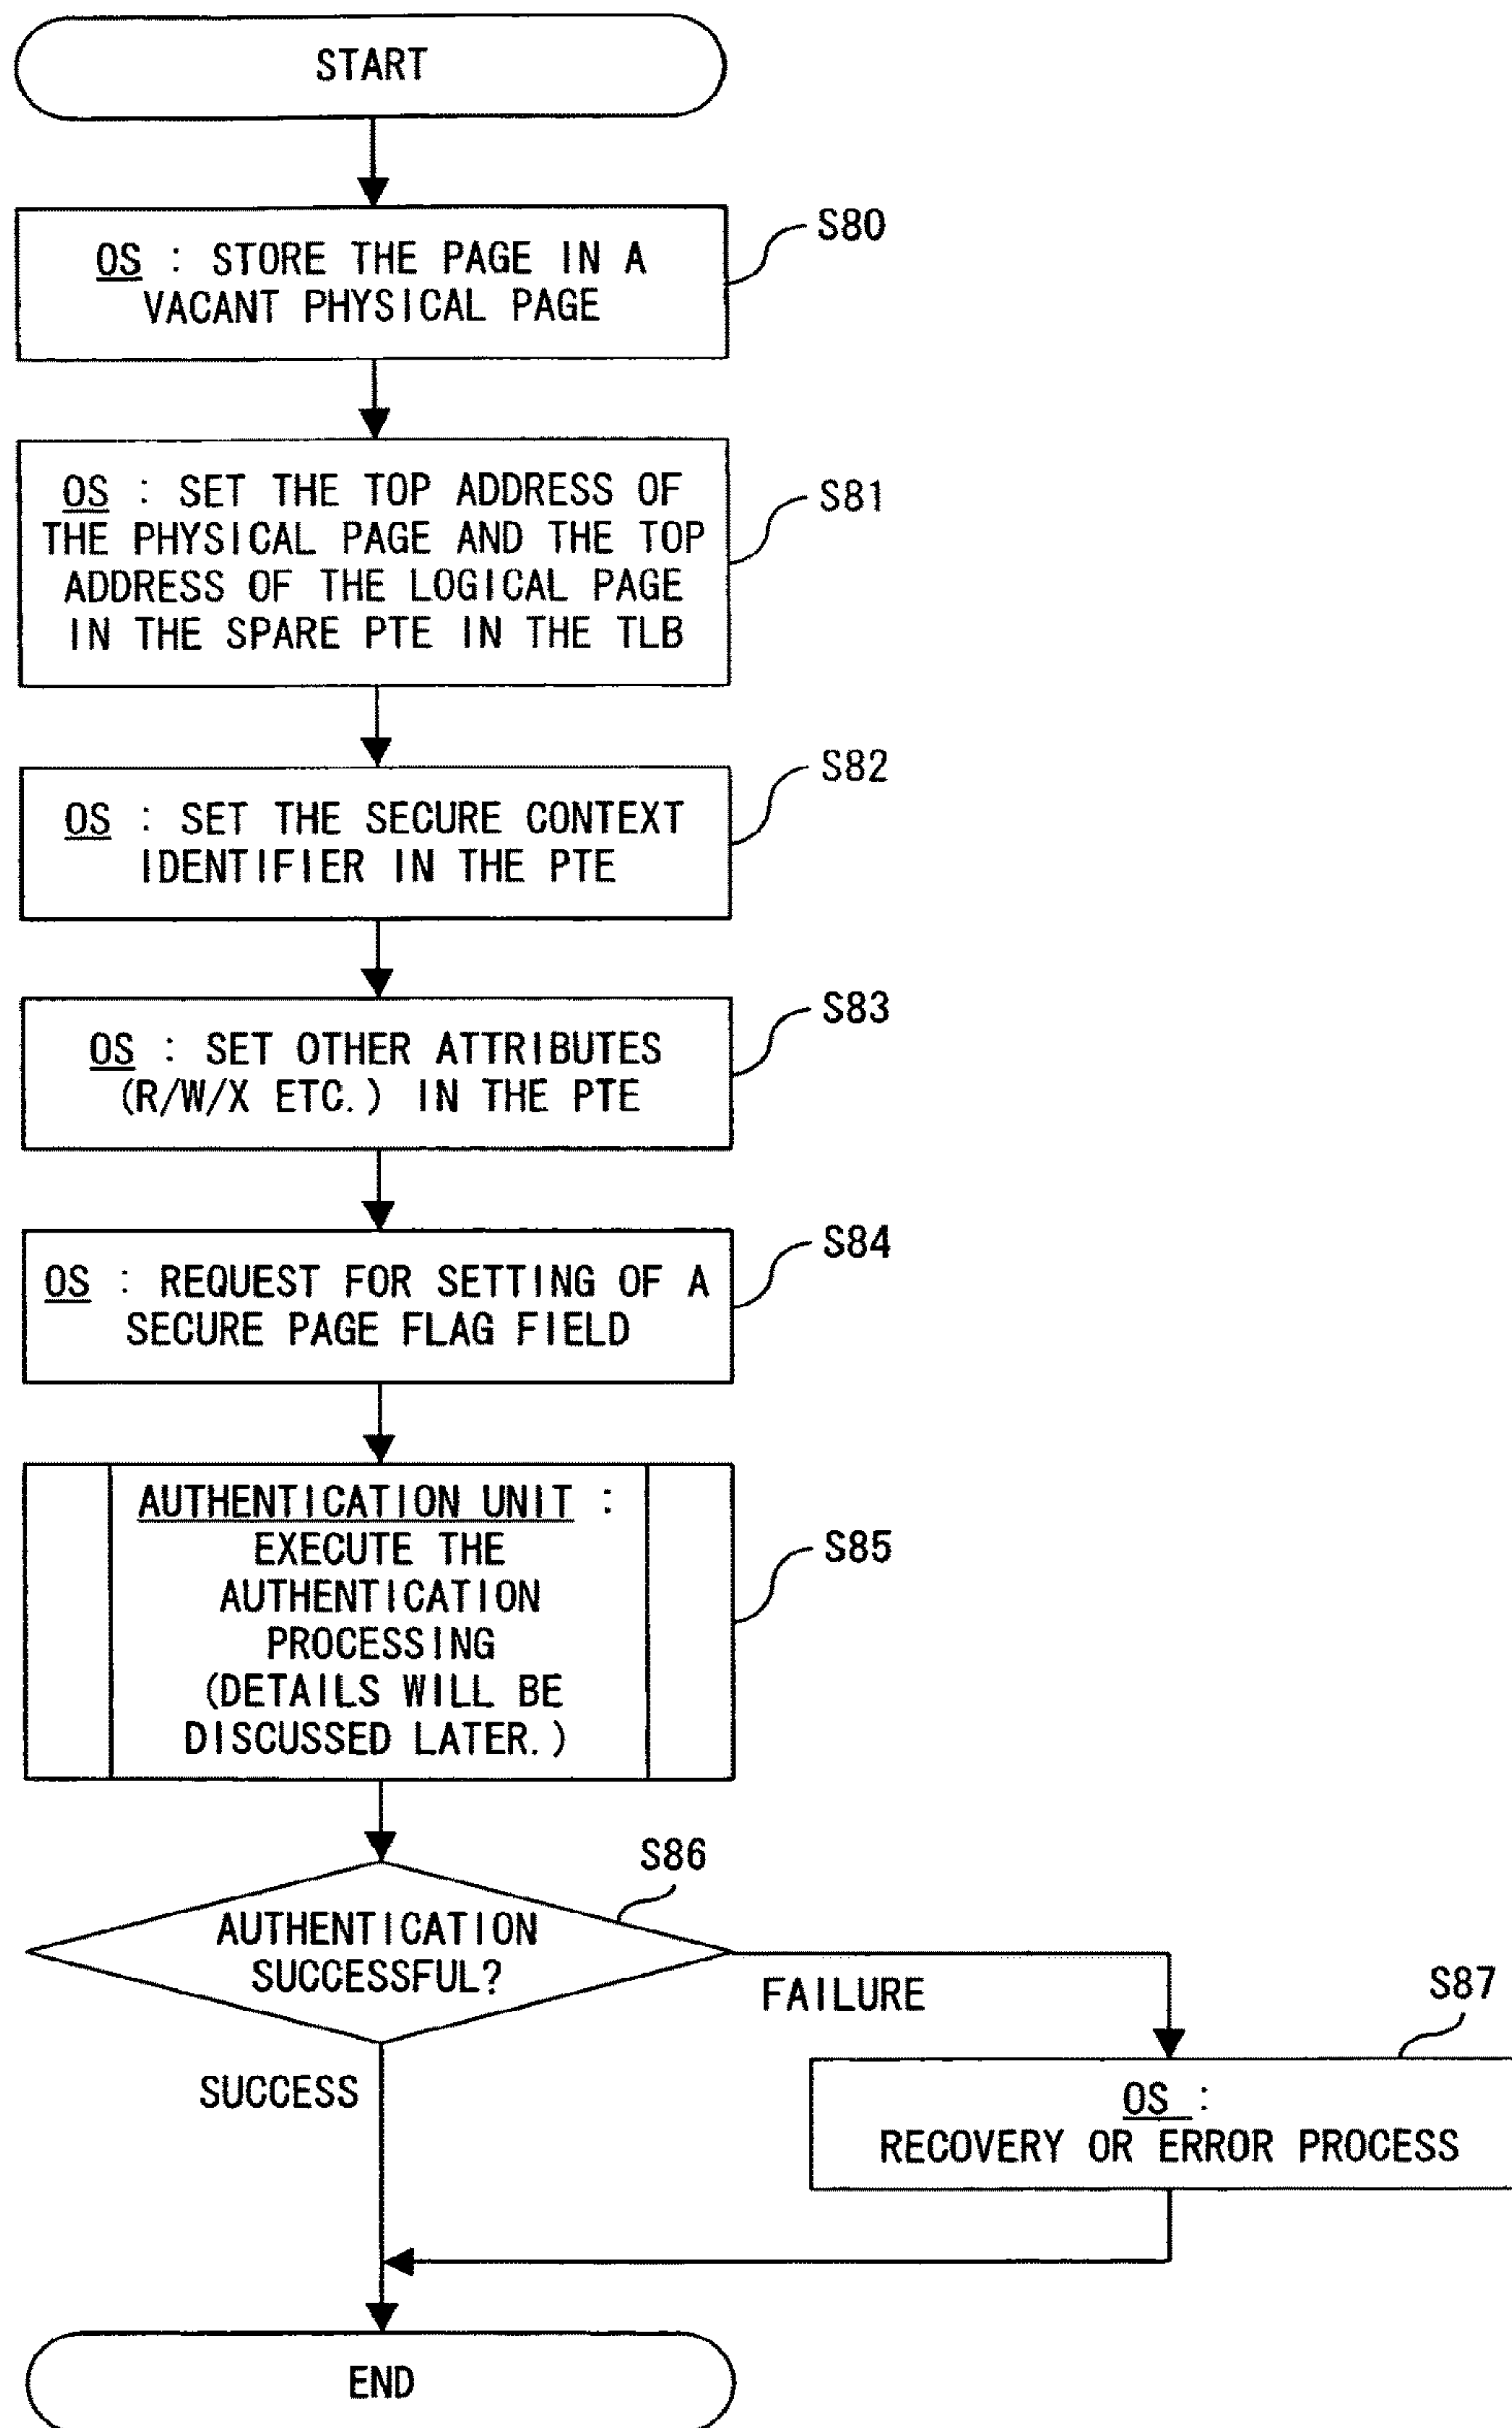 START
S80
OS : STORE THE PAGE IN A
VACANT PHYSICAL PAGE
S81
OS : SET THE TOP ADDRESS OF
THE PHYSICAL PAGE AND THE TOP
ADDRESS OF THE LOGICAL PAGE
IN THE SPARE PTE IN THE TLB
S82
OS : SET THE SECURE CONTEXT
IDENTIFIER IN THE PTE
S83
OS : SET OTHER ATTRIBUTES
(R/W/X ETC.) IN THE PTE
S84
OS : REQUEST FOR SETTING OF A
SECURE PAGE FLAG FIELD
S85
AUTHENTICATION UNIT :
EXECUTE THE
AUTHENTICATION
PROCESSING
(DETAILS WILL BE
DISCUSSED LATER.)
S86
AUTHENTICATION
SUCCESSFUL?
FAILURE
S87
SUCCESS
OS :
RECOVERY OR ERROR PROCESS
END